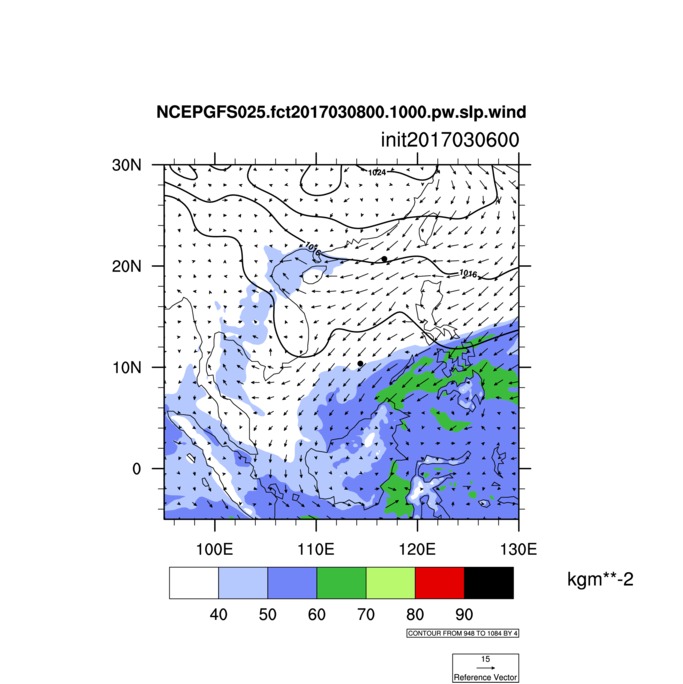 NCEPGFS025.fct2017030800.1000.pw.slp.wind
init2017030600
30N
1024
1016
20N
1016
10N
0
100E 110E 120E 130E
kgm**-2
40 50 60 70 80 90
CONTOUR FROM 948 TO 1084 BY 4
15
Reference Vector